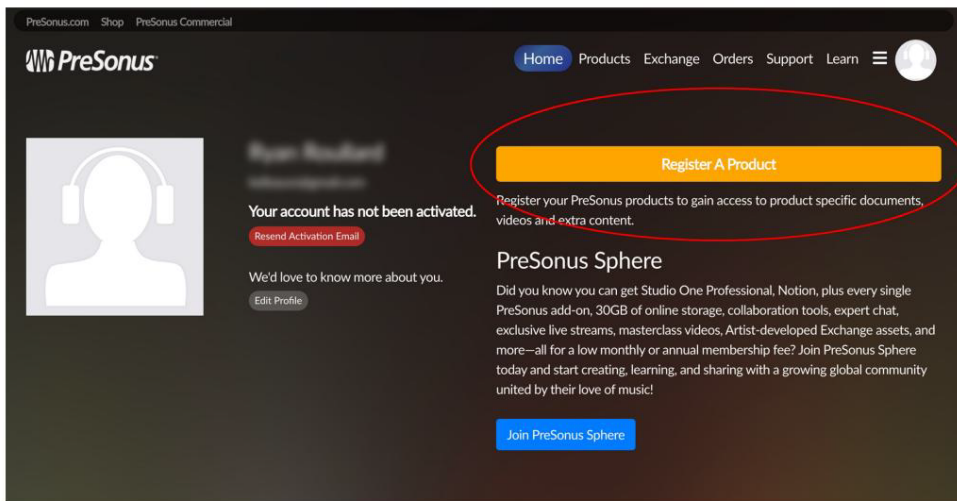 PreSonus.com Shop PreSonus Commercial
PreSonus
Home Products Exchange Orders Support Learn
Your account has not been activated.
Resend Activation Email
We'd love to know more about you.
Edit Profile
Register A Product
Register your PreSonus products to gain access to product specific documents,
videos and extra content.
PreSonus Sphere
Did you know you can get Studio One Professional, Notion, plus every single
PreSonus add-on, 30GB of online storage, collaboration tools, expert chat,
exclusive live streams, masterclass videos, Artist-developed Exchange assets, and
more—all for a low monthly or annual membership fee? Join PreSonus Sphere
today and start creating, learning, and sharing with a growing global community
united by their love of music!
Join PreSonus Sphere